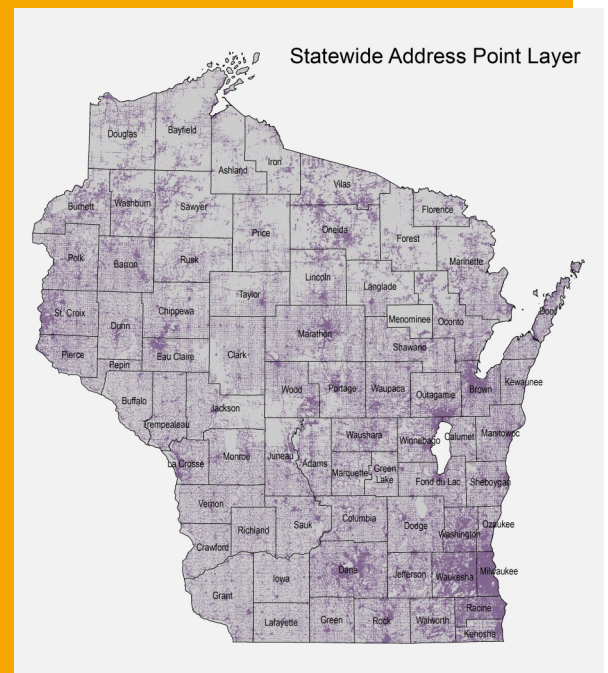 Statewide Address Point Layer
Douglas
Bayfield
Ashland
Iron
Vilas
Burnett
Washburn
Sawyer
Price
Oneida
Florence
Forest
Marinette
Polk
Barron
Rusk
Lincoln
Langlade
Taylor
Door
St. Croix
Dunn
Chippewa
Menominee
Oconto
Marathon
Pierce
Pepin
Eau Claire
Clark
Shawano
Buffalo
Trempealeau
Jackson
Wood
Portage
Waupaca
Outagamie
Brown
Kewaunee
La Crosse
Monroe
Juneau
Adams
Waushara
Winnebago
Calumet
Manitowoc
Marquette
Green
Lake
Fond du Lac
Sheboygan
Vernon
Richland
Sauk
Columbia
Dodge
Washington
Ozaukee
Crawford
Dane
Jefferson
Waukesha
Milwaukee
Grant
Iowa
Lafayette
Green
Rock
Walworth
Racine
Kenosha